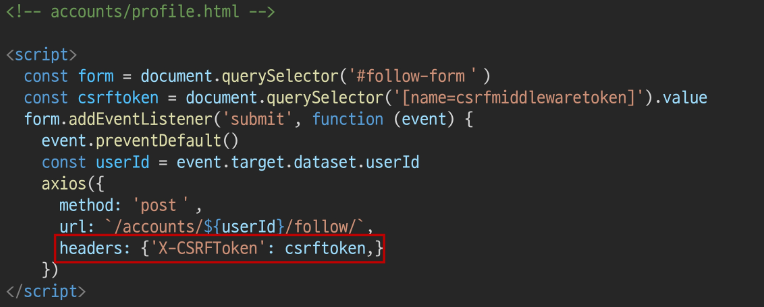 <!-- accounts/profile.html -->
<script>
const form = document.querySelector('#follow-form')
const csrftoken = document.querySelector('[name=csrfmiddlewaretoken]').value
form.addEventListener('submit', function (event) {
event.preventDefault()
const userId = event.target.dataset.userId
axios({
method: 'post',
url: `/accounts/${userId}/follow/`,
headers: {'X-CSRFToken': csrftoken,}
})
</script>